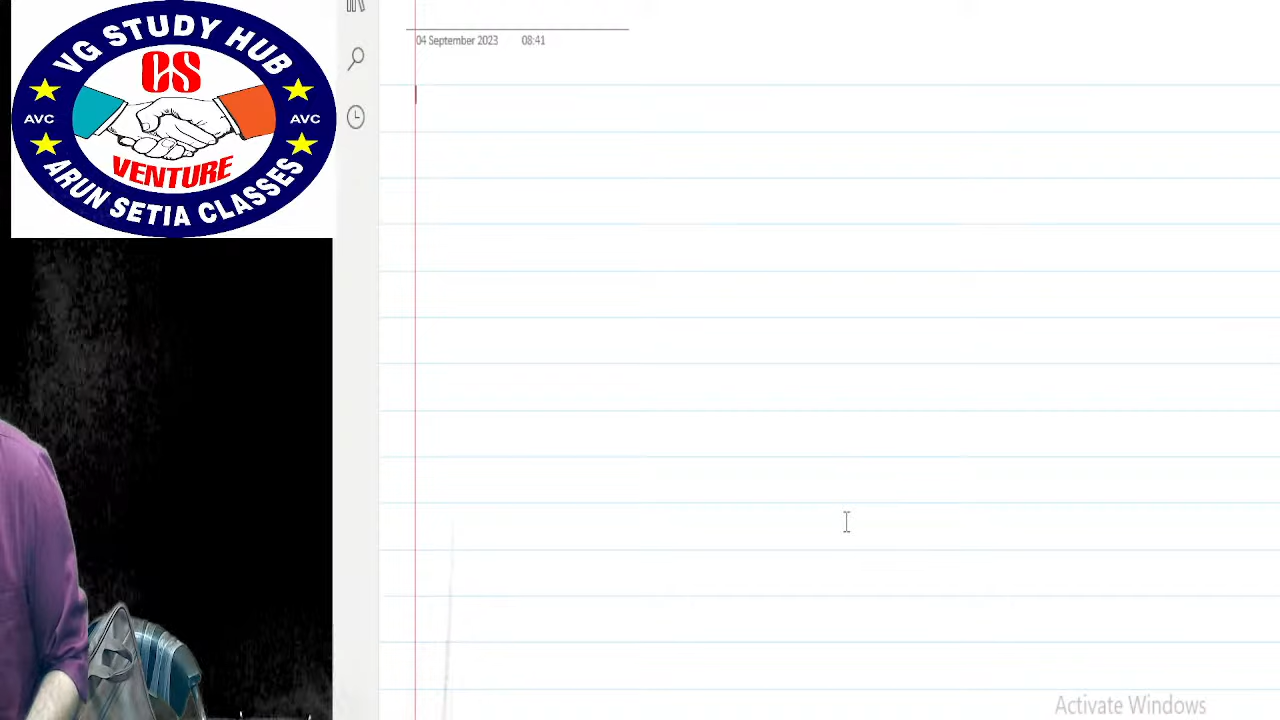 VG STUDY HUB
CS
AVC
AVC
VENTURE
ARUN SETIA CLASSES
04 September 2023 08:41
Activate Windows